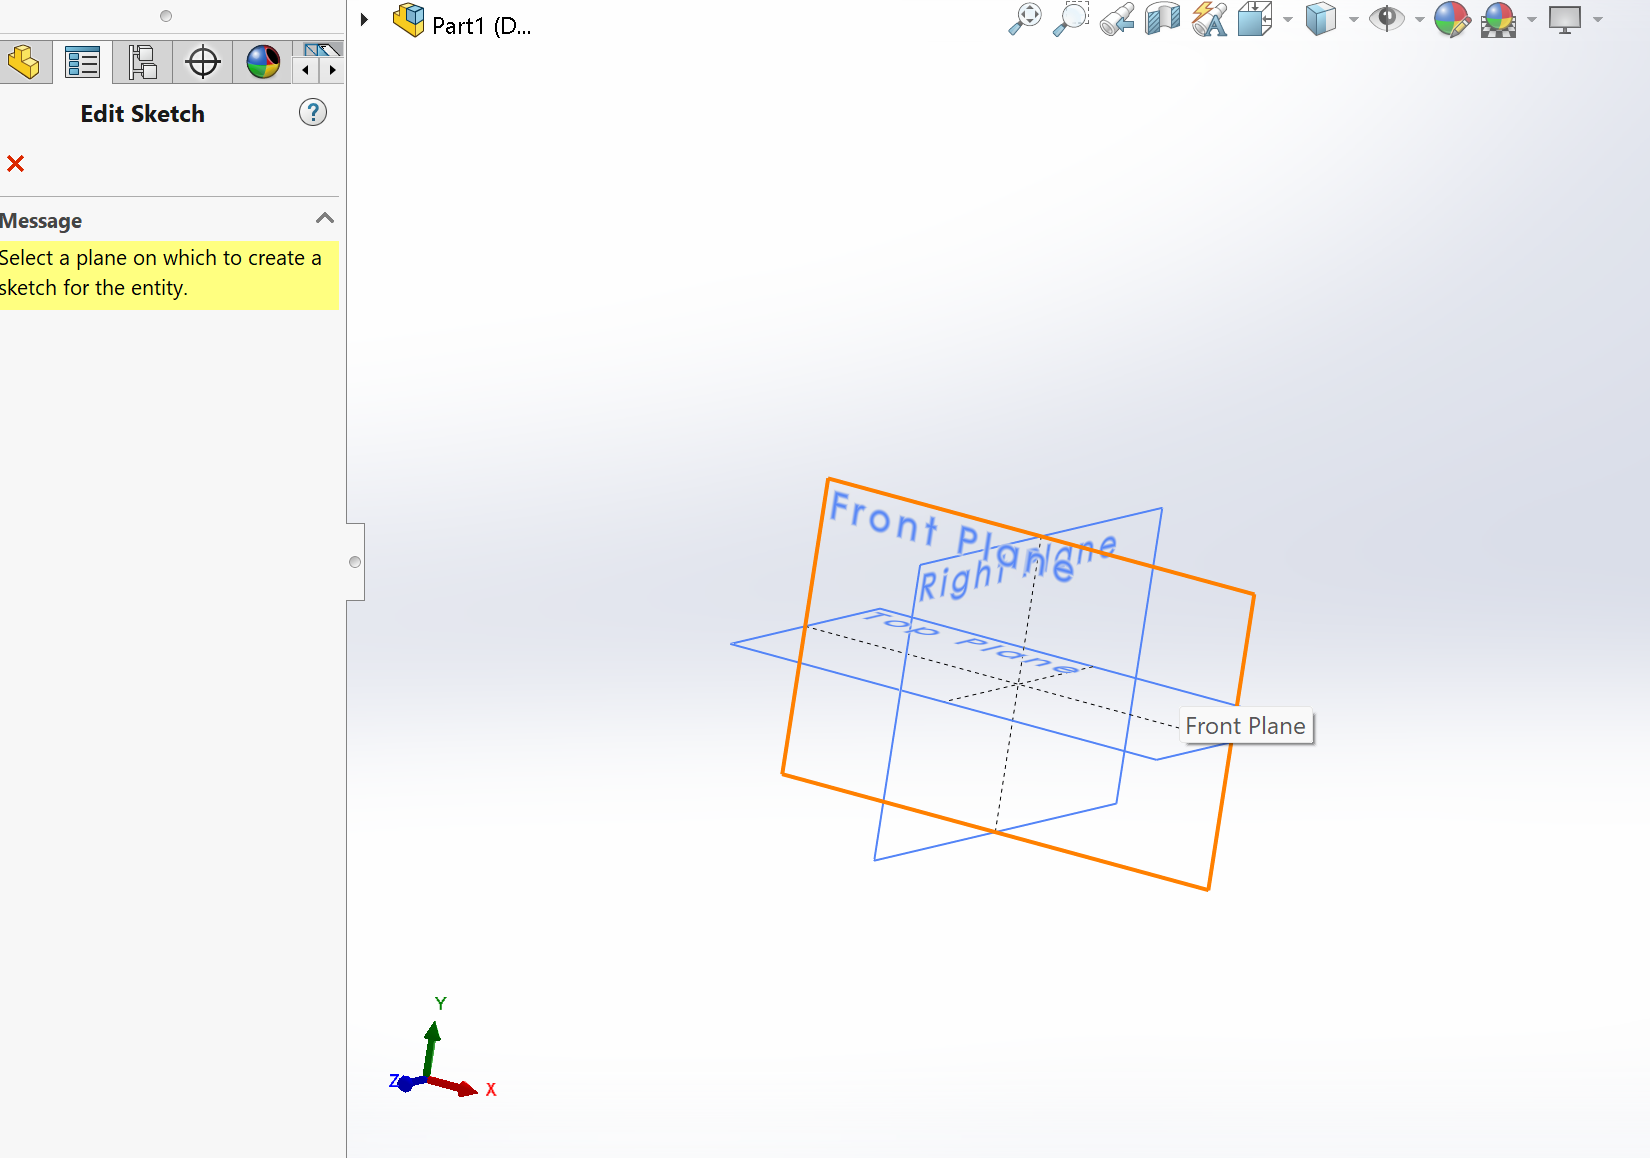 Part1 (D...
Edit Sketch
?
Message
Select a plane on which to create a
sketch for the entity.
Front Plane
Right Plane
Top Plane
Front Plane
Y
Z
X